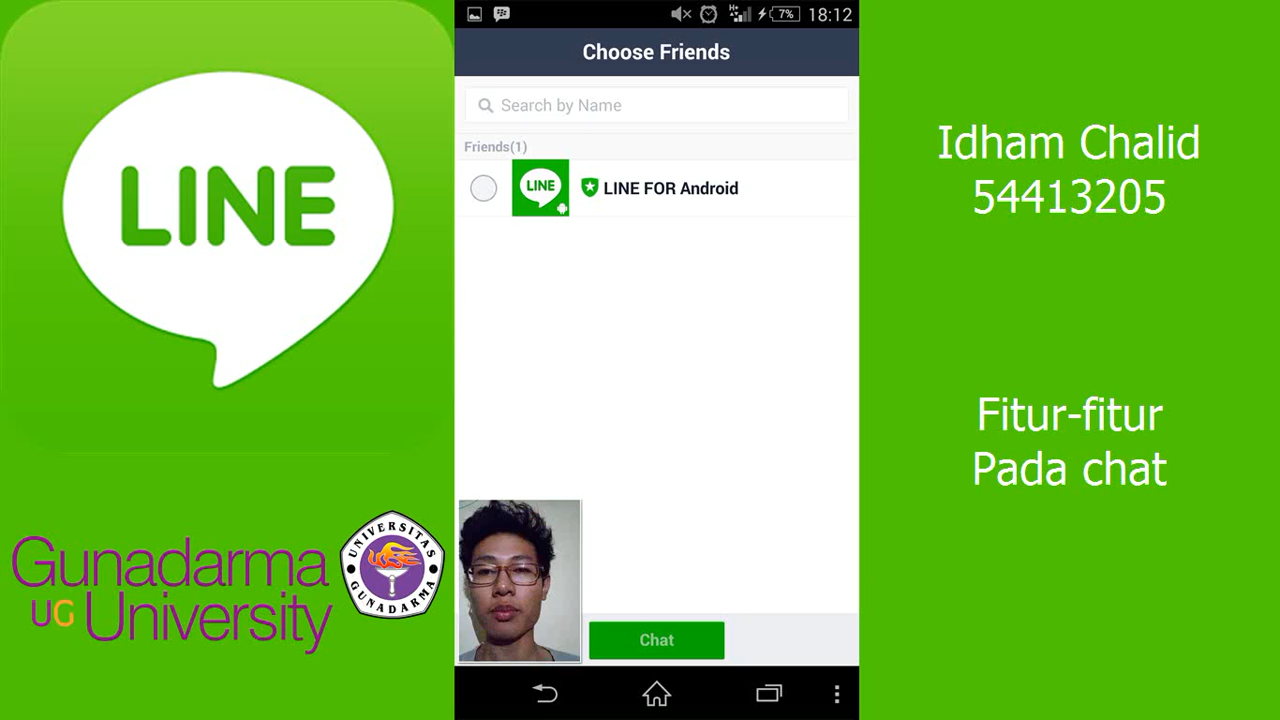 LINE
Gunadarma
UG University
UNIVERSITAS
GUNADARMA
7%
18:12
Choose Friends
Search by Name
Friends(1)
LINE
LINE FOR Android
Chat
Idham Chalid
54413205
Fitur-fitur
Pada chat